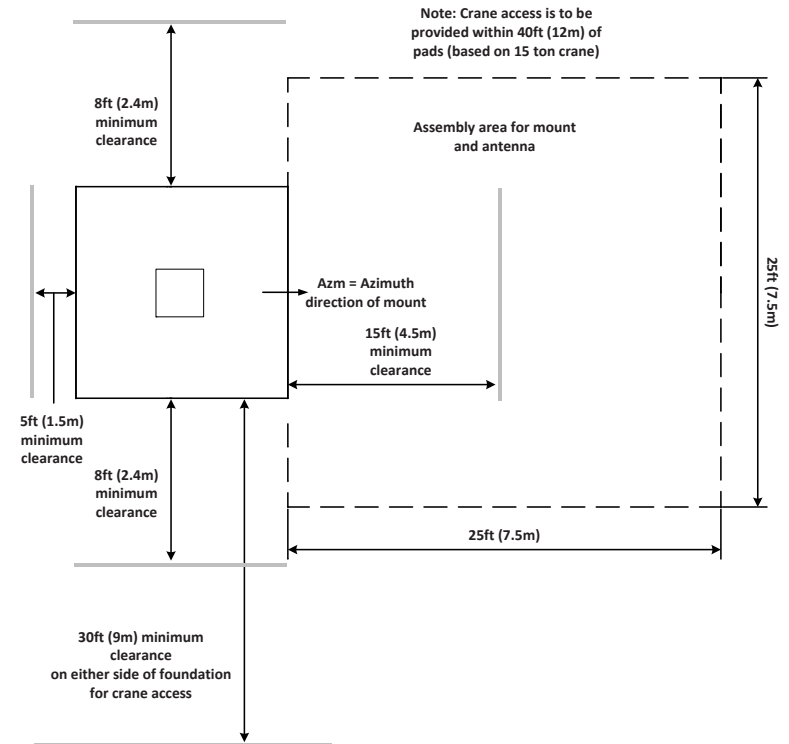 Note: Crane access is to be
provided within 40ft (12m) of
pads (based on 15 ton crane)
8ft (2.4m)
minimum
clearance
Assembly area for mount
and antenna
25ft (7.5m)
Azm = Azimuth
direction of mount
15ft (4.5m)
minimum
clearance
5ft (1.5m)
minimum
clearance
8ft (2.4m)
minimum
clearance
25ft (7.5m)
30ft (9m) minimum
clearance
on either side of foundation
for crane access